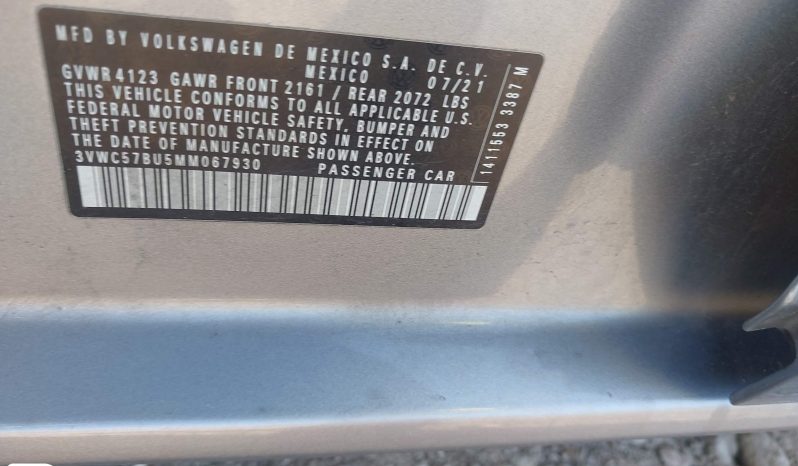 MFD BY VOLKSWAGEN DE MEXICO S.A. DE C.V.
MEXICO 07/21
GVWR 4123 GAWR FRONT 2161 / REAR 2072 LBS
THIS VEHICLE CONFORMS TO ALL APPLICABLE U.S.
FEDERAL MOTOR VEHICLE SAFETY, BUMPER AND
THEFT PREVENTION STANDARDS IN EFFECT ON
THE DATE OF MANUFACTURE SHOWN ABOVE.
3VWC57BU5MM067930 PASSENGER CAR
1411553 3387 M